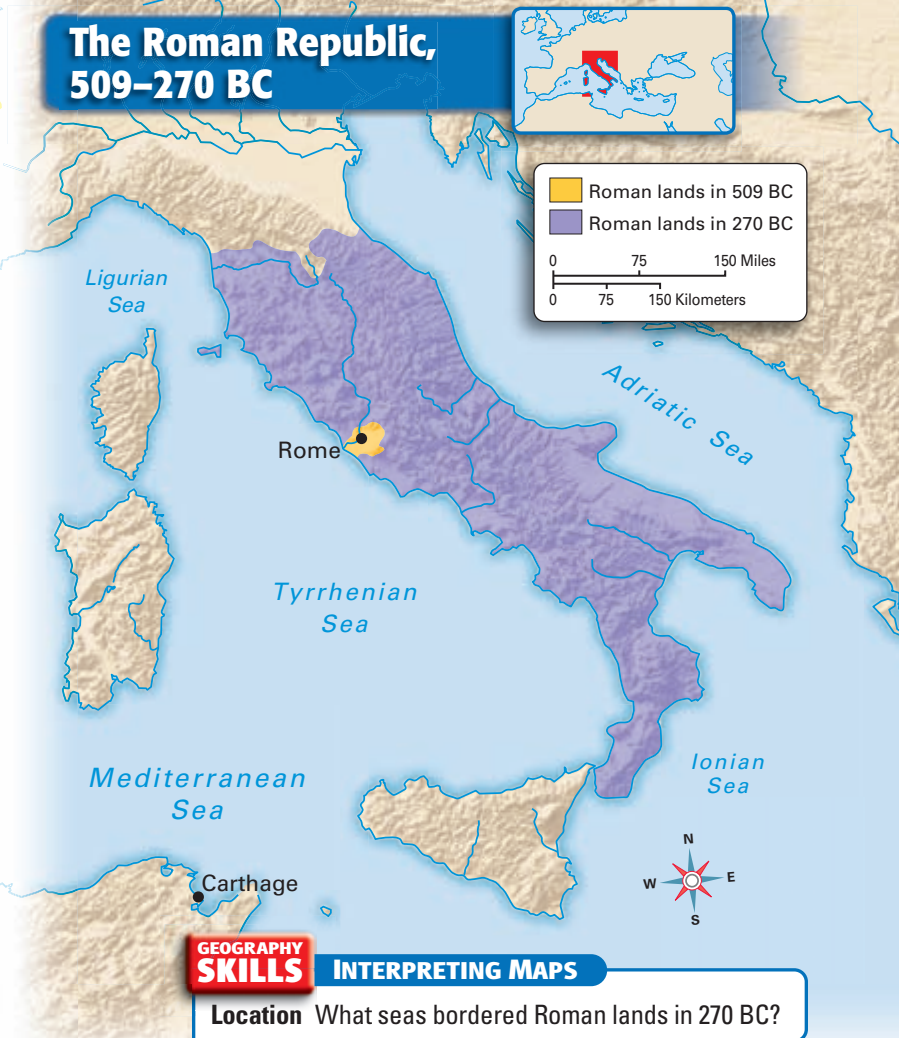 The Roman Republic,
509–270 BC
Roman lands in 509 BC
Roman lands in 270 BC
0 75 150 Miles
0 75 150 Kilometers
Ligurian
Sea
Adriatic Sea
Rome
Tyrrhenian
Sea
Mediterranean
Sea
Ionian
Sea
N
W E
S
Carthage
GEOGRAPHY
SKILLS
INTERPRETING MAPS
Location What seas bordered Roman lands in 270 BC?